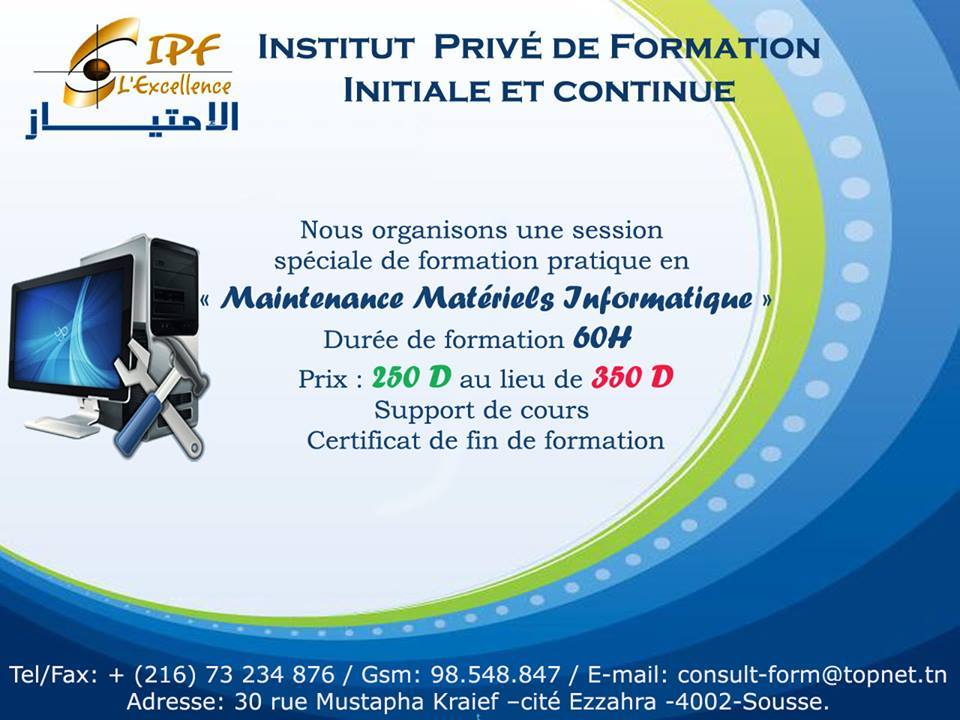 IPF
L'Excellence
الامتياز
Institut Privé de Formation
Initiale et continue
Nous organisons une session
spéciale de formation pratique en
« Maintenance Matériels Informatique »
Durée de formation 60H
Prix : 250 D au lieu de 350 D
Support de cours
Certificat de fin de formation
Tel/Fax: + (216) 73 234 876 / Gsm: 98.548.847 / E-mail: consult-form@topnet.tn
Adresse: 30 rue Mustapha Kraief –cité Ezzahra -4002-Sousse.